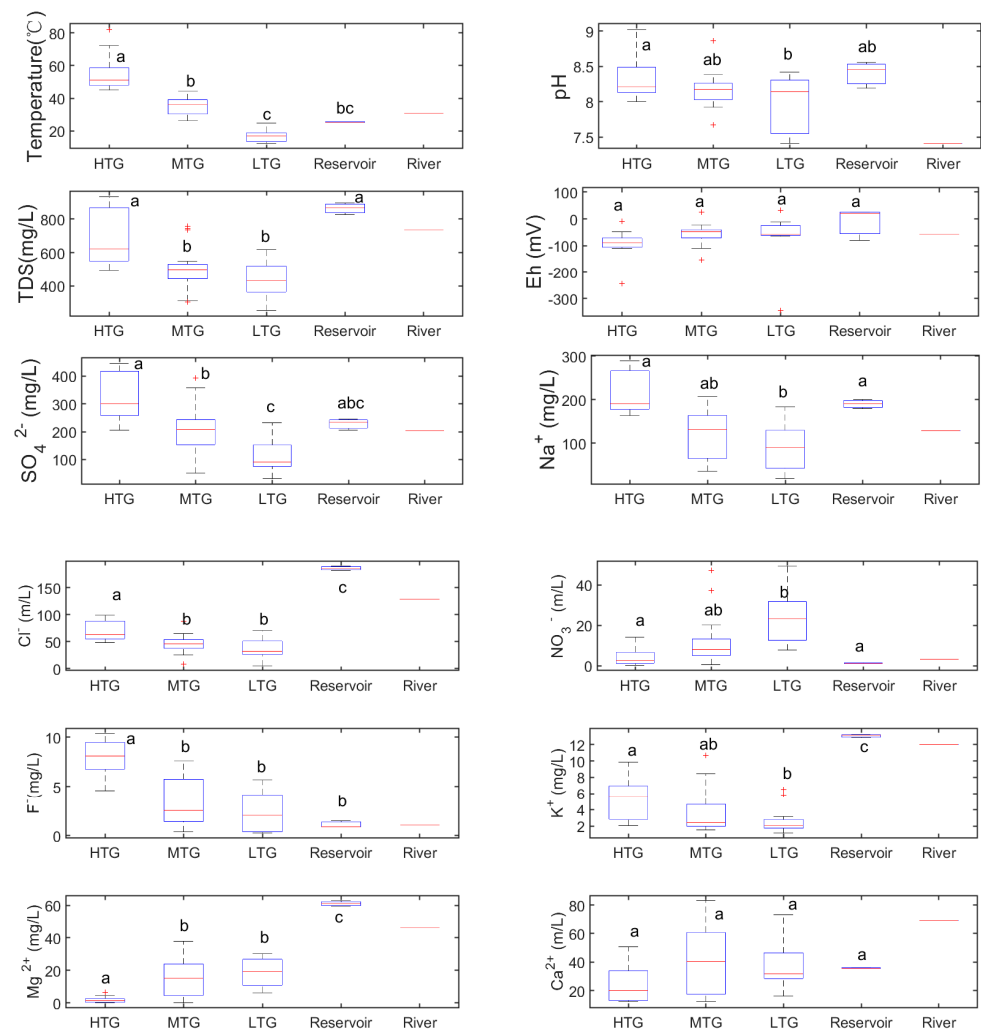 Temperature(℃)
80
60
40
20
a
b
c
bc
HTG MTG LTG Reservoir River
pH
9
8.5
8
7.5
a
ab
b
ab
HTG MTG LTG Reservoir River
TDS(mg/L)
800
600
400
a
b
b
a
HTG MTG LTG Reservoir River
Eh (mV)
100
0
-100
-200
-300
a
a
a
a
HTG MTG LTG Reservoir River
SO4 2- (mg/L)
400
300
200
100
a
b
c
abc
HTG MTG LTG Reservoir River
Na+ (mg/L)
300
200
100
a
ab
b
a
HTG MTG LTG Reservoir River
Cl- (m/L)
150
100
50
0
a
b
b
c
HTG MTG LTG Reservoir River
NO3 - (m/L)
40
20
0
a
ab
b
a
HTG MTG LTG Reservoir River
F-(mg/L)
10
5
0
a
b
b
b
HTG MTG LTG Reservoir River
K+ (mg/L)
12
10
8
6
4
2
a
ab
b
c
HTG MTG LTG Reservoir River
Mg 2+ (mg/L)
60
40
20
0
a
b
b
c
HTG MTG LTG Reservoir River
Ca2+ (m/L)
80
60
40
20
a
a
a
a
HTG MTG LTG Reservoir River